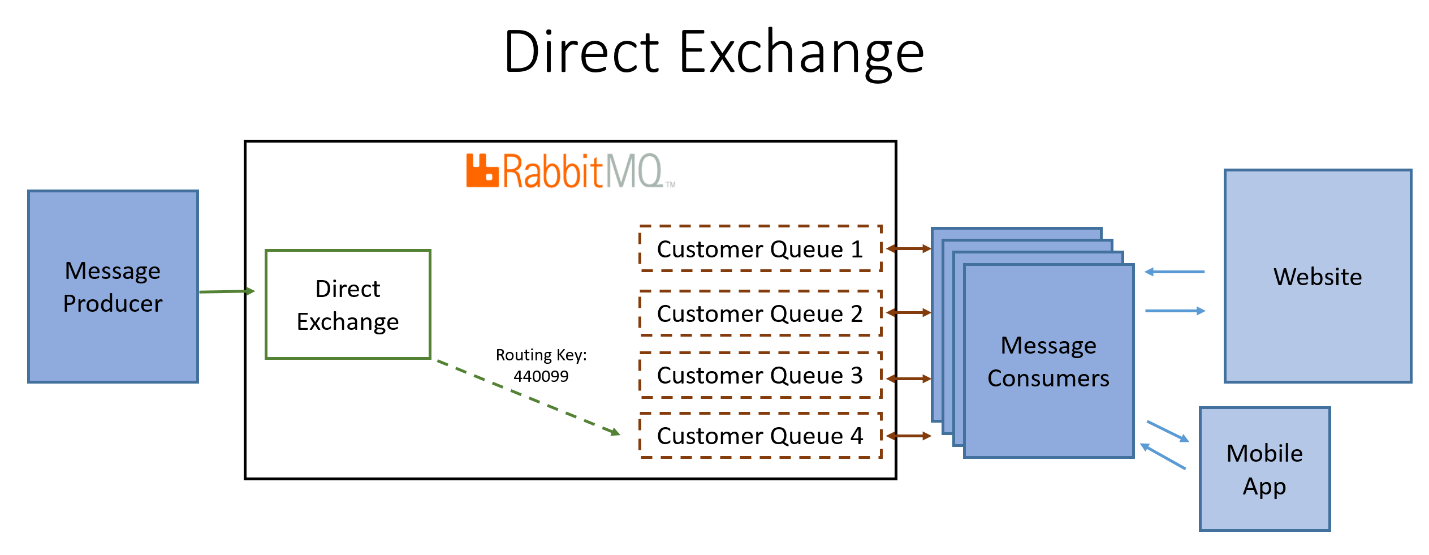 Direct Exchange
RabbitMQ™
Message
Producer
Direct
Exchange
Routing Key:
440099
Customer Queue 1
Customer Queue 2
Customer Queue 3
Customer Queue 4
Message
Consumers
Website
Mobile
App